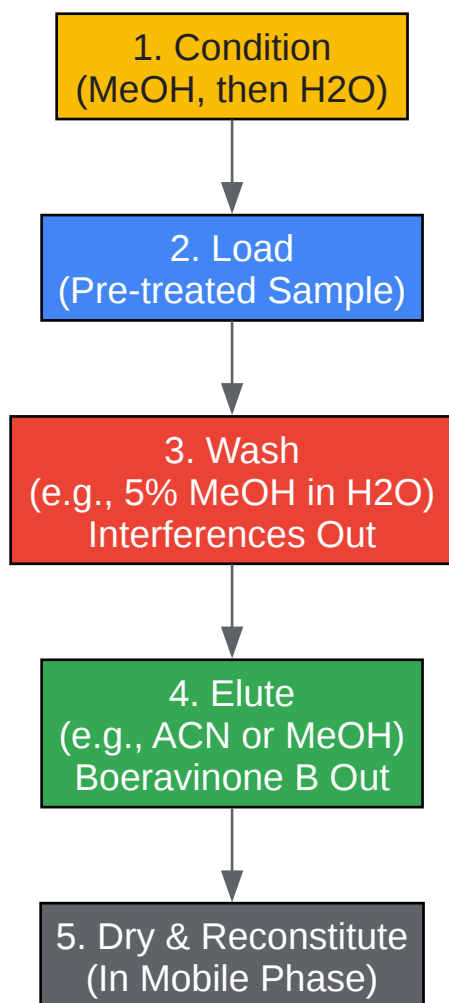 1. Condition
(MeOH, then H2O)
2. Load
(Pre-treated Sample)
3. Wash
(e.g., 5% MeOH in H2O)
Interferences Out
4. Elute
(e.g., ACN or MeOH)
Boeravinone B Out
5. Dry & Reconstitute
(In Mobile Phase)